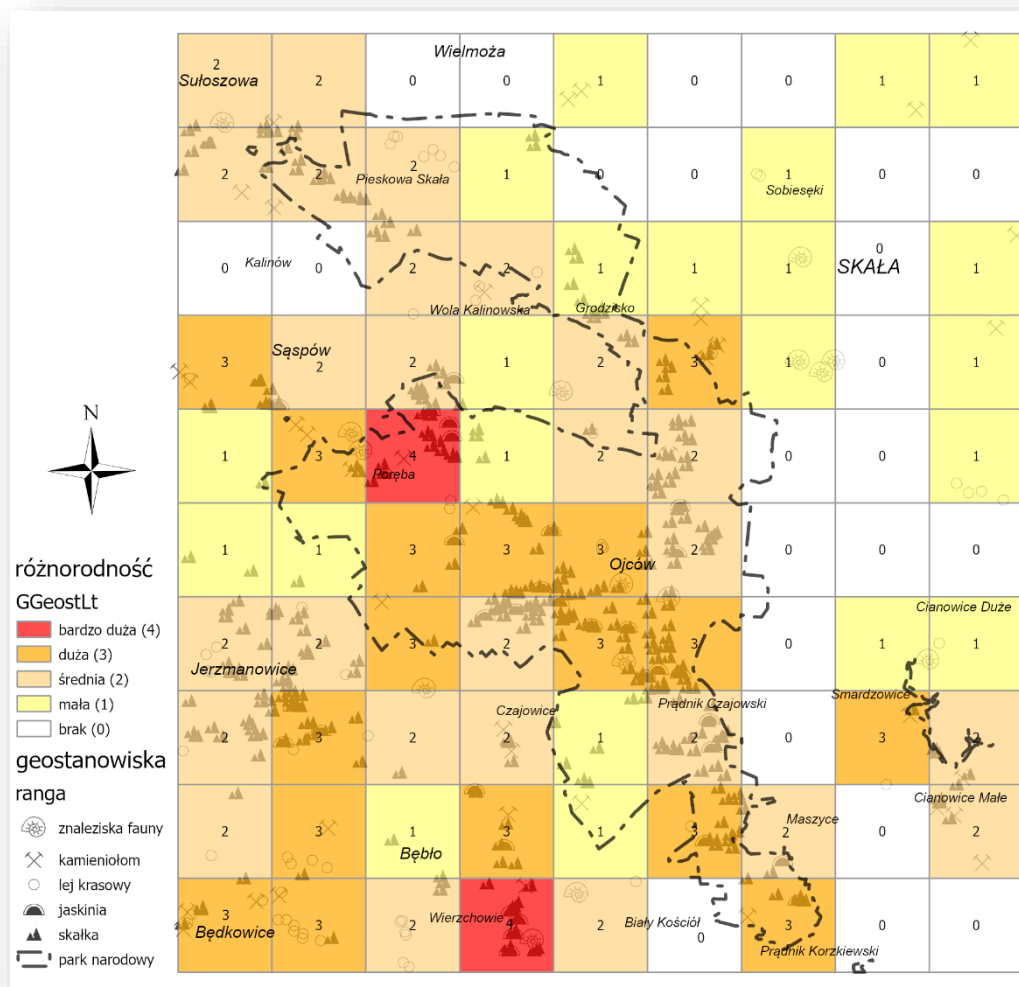 Wielmoża
2
Sułoszowa
2
0
0
1
0
0
1
1
2
2
2
Pieskowa Skała
1
0
0
1
Sobiesęki
0
0
0
Kalinów
0
2
2
1
1
1
0
SKAŁA
1
Wola Kalinowska
Grodzisko
3
Sąspów
2
2
1
2
3
1
0
1
N
1
3
4
Poręba
1
2
2
0
0
1
1
1
3
3
3
Ojców
2
0
0
0
różnorodność
GGeostLt
bardzo duża (4)
duża (3)
średnia (2)
mała (1)
brak (0)
Cianowice Duże
2
2
3
2
3
3
0
1
1
Jerzmanowice
Smardzowice
Prądnik Czajowski
Czajowice
2
3
2
2
1
2
0
3
2
geostanowiska
ranga
znaleziska fauny
kamieniołom
lej krasowy
jaskinia
skałka
park narodowy
Cianowice Małe
2
3
1
3
1
3
Maszyce
2
0
2
Bębło
3
Będkowice
3
2
Wierzchowie
4
2
Biały Kościół
0
3
0
0
Prądnik Korzkiewski